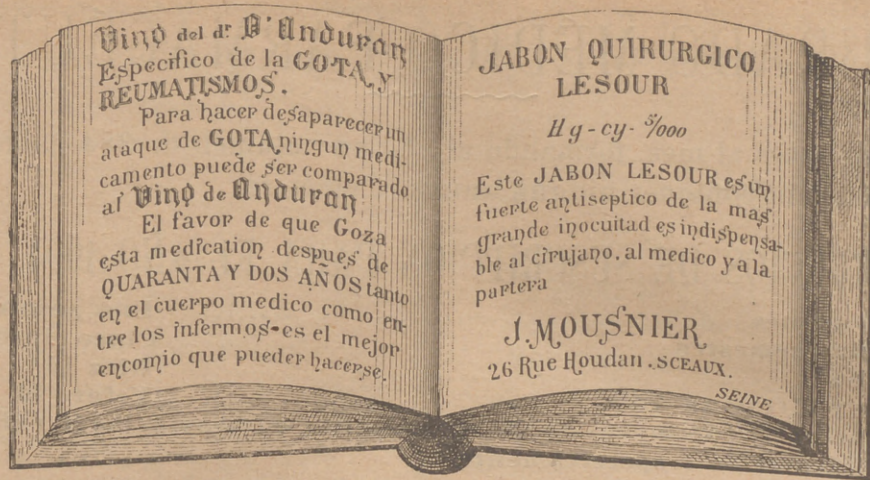 Vino del dr D'Anduran
Especifico de la GOTA y
REUMATISMOS.
Para hacer desaparecer un
ataque de GOTA ningun medi-
camento puede ser comparado
al Vino de Anduran
El favor de que Goza
esta medication despues de
QUARANTA Y DOS AÑOS tanto
en el cuerpo medico como en-
tre los infermos-es el mejor
encomio que pueder hacerse.
JABON QUIRURGICO
LESOUR
Hg-cy-5/000
Este JABON LESOUR es un
fuerte antiseptico de la mas
grande inocuitad es indispensa-
ble al cirujano. al medico y a la
partera
J. MOUSNIER
26 Rue Houdan. SCEAUX.
SEINE